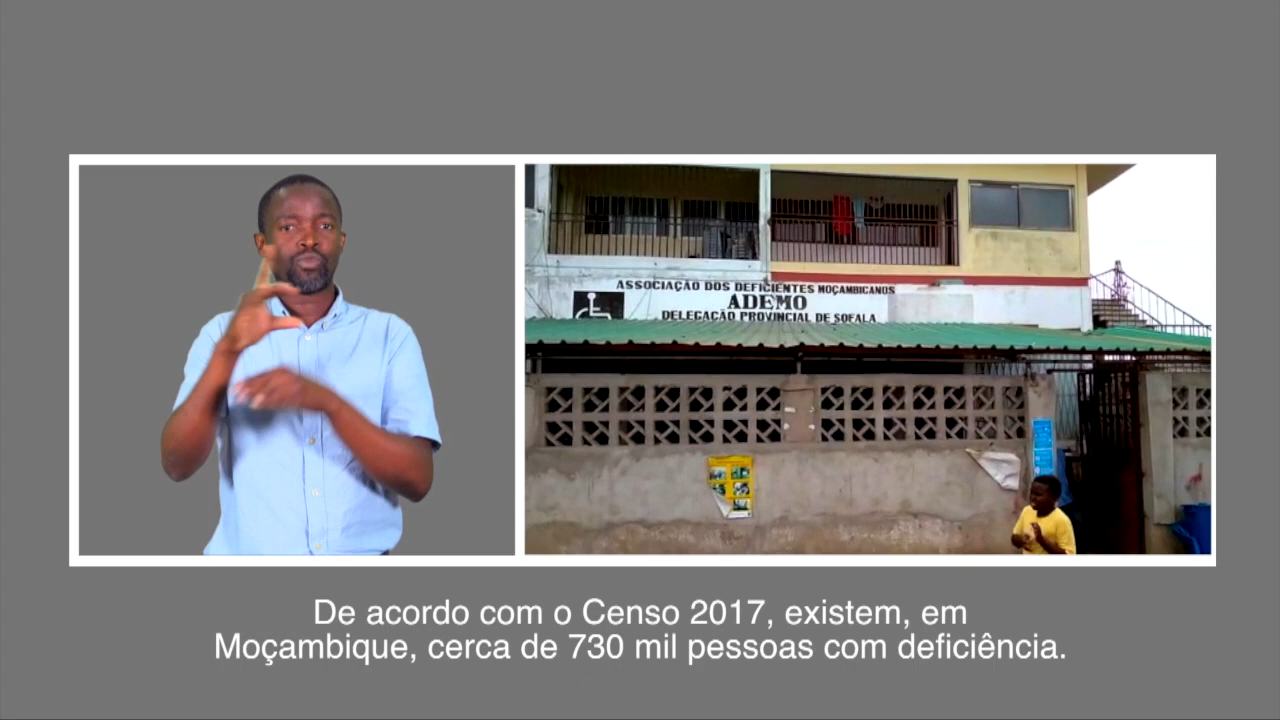 ASSOCIAÇÃO DOS DEFICIENTES MOÇAMBICANOS
ADEMO
DELEGAÇÃO PROVINCIAL DE SOFALA
De acordo com o Censo 2017, existem, em
Moçambique, cerca de 730 mil pessoas com deficiência.